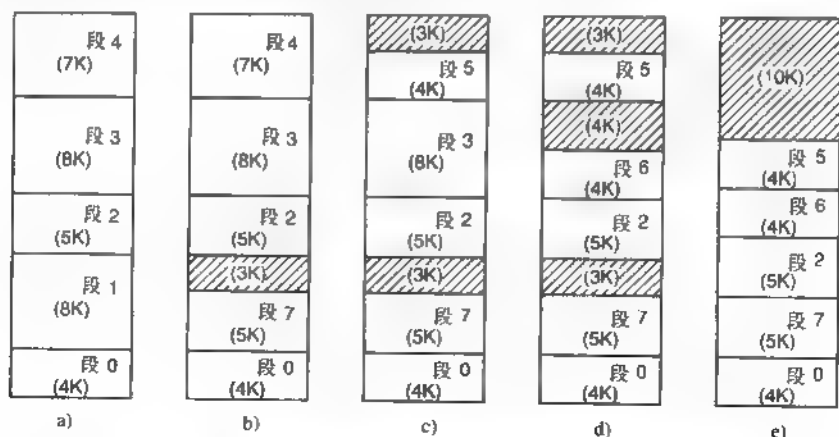 段 4
(7K)
段 3
(8K)
段 2
(5K)
段 1
(8K)
段 0
(4K)
a)
段 4
(7K)
段 3
(8K)
段 2
(5K)
(3K)
段 7
(5K)
段 0
(4K)
b)
(3K)
段 5
(4K)
段 3
(8K)
段 2
(5K)
(3K)
段 7
(5K)
段 0
(4K)
c)
(3K)
段 5
(4K)
(4K)
段 6
(4K)
段 2
(5K)
(3K)
段 7
(5K)
段 0
(4K)
d)
(10K)
段 5
(4K)
段 6
(4K)
段 2
(5K)
段 7
(5K)
段 0
(4K)
e)